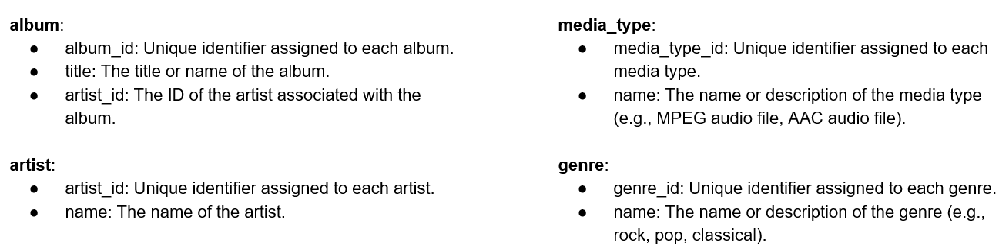 album:
● album_id: Unique identifier assigned to each album.
● title: The title or name of the album.
● artist_id: The ID of the artist associated with the
album.
artist:
● artist_id: Unique identifier assigned to each artist.
● name: The name of the artist.
media_type:
● media_type_id: Unique identifier assigned to each
media type.
● name: The name or description of the media type
(e.g., MPEG audio file, AAC audio file).
genre:
● genre_id: Unique identifier assigned to each genre.
● name: The name or description of the genre (e.g.,
rock, pop, classical).